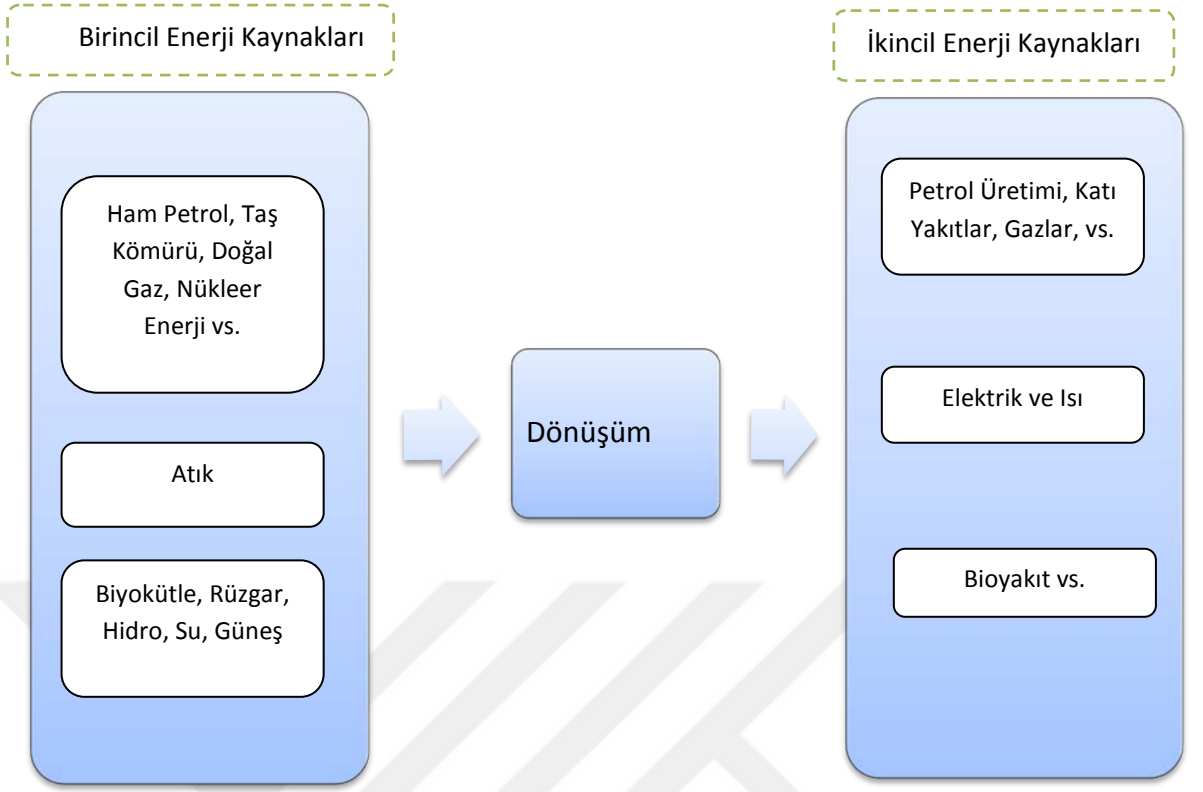 Birincil Enerji Kaynakları
Ham Petrol, Taş
Kömürü, Doğal
Gaz, Nükleer
Enerji vs.
Atık
Biyokütle, Rüzgar,
Hidro, Su, Güneş
Dönüşüm
İkincil Enerji Kaynakları
Petrol Üretimi, Katı
Yakıtlar, Gazlar, vs.
Elektrik ve Isı
Bioyakıt vs.